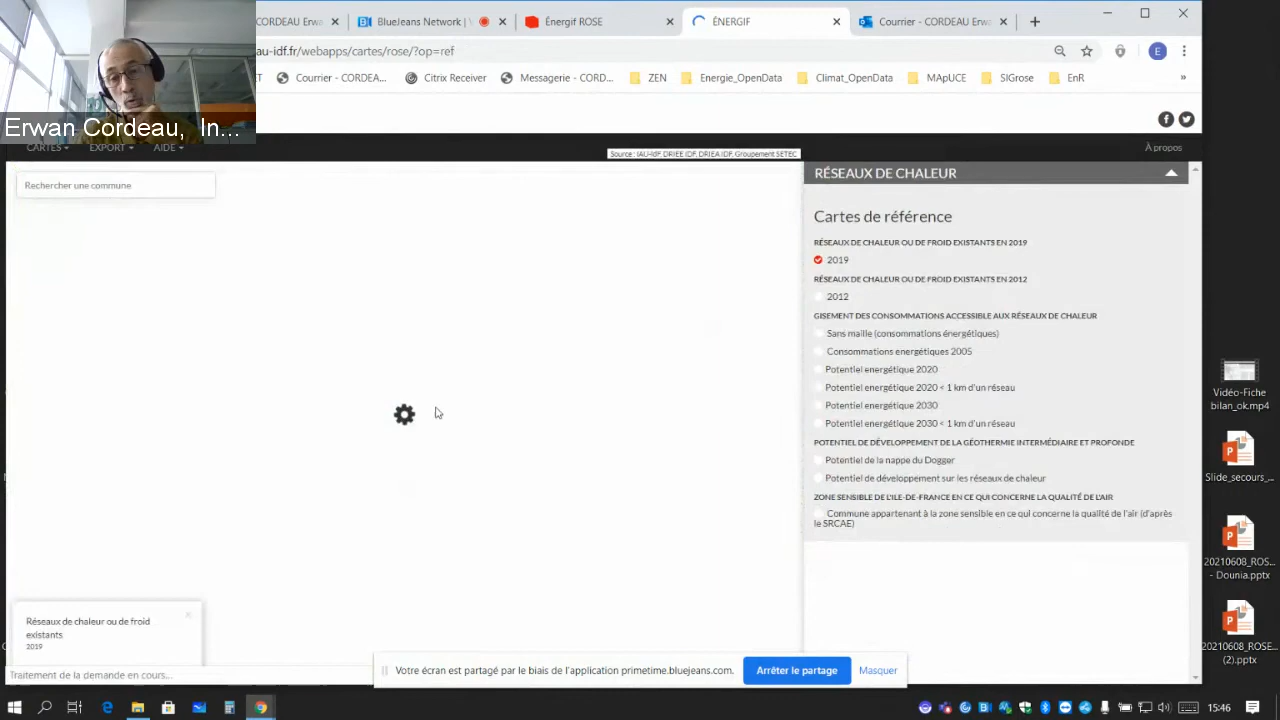 CORDEAU Erwa
BlueJeans Network |
Énergif ROSE
ÉNERGIF
Courrier - CORDEAU Erwan
au-idf.fr/webapps/cartes/rose/?op=ref
E
Courrier - CORDEA...
Citrix Receiver
Messagerie - CORD...
ZEN
Energie_OpenData
Climat_OpenData
MApUCE
SIGrose
EnR
»
Erwan Cordeau, In...
CARTES
EXPORT
AIDE
Source : IAU-IdF, DRIEE IDF, DRIEA IDF, Groupement SETEC
À propos
Rechercher une commune
RÉSEAUX DE CHALEUR
Cartes de référence
RÉSEAUX DE CHALEUR OU DE FROID EXISTANTS EN 2019
2019
RÉSEAUX DE CHALEUR OU DE FROID EXISTANTS EN 2012
2012
GISEMENT DES CONSOMMATIONS ACCESSIBLE AUX RÉSEAUX DE CHALEUR
Sans maille (consommations énergétiques)
Consommations energétiques 2005
Potentiel energétique 2020
Potentiel energétique 2020 < 1 km d'un réseau
Potentiel energétique 2030
Potentiel energétique 2030 < 1 km d'un réseau
POTENTIEL DE DÉVELOPPEMENT DE LA GÉOTHERMIE INTERMÉDIAIRE ET PROFONDE
Potentiel de la nappe du Dogger
Potentiel de développement sur les réseaux de chaleur
ZONE SENSIBLE DE L'ILE-DE-FRANCE EN CE QUI CONCERNE LA QUALITÉ DE L'AIR
Commune appartenant à la zone sensible en ce qui concerne la qualité de l'air (d'après
le SRCAE)
Réseaux de chaleur ou de froid
existants
2019
Traitement de la demande en cours...
Votre écran est partagé par le biais de l'application primetime.bluejeans.com.
Arrêter le partage
Masquer
Vidéo-Fiche
bilan_ok.mp4
Slide_secours_...
20210608_ROS...
- Dounia.pptx
20210608_ROSE...
(2).pptx
15:46